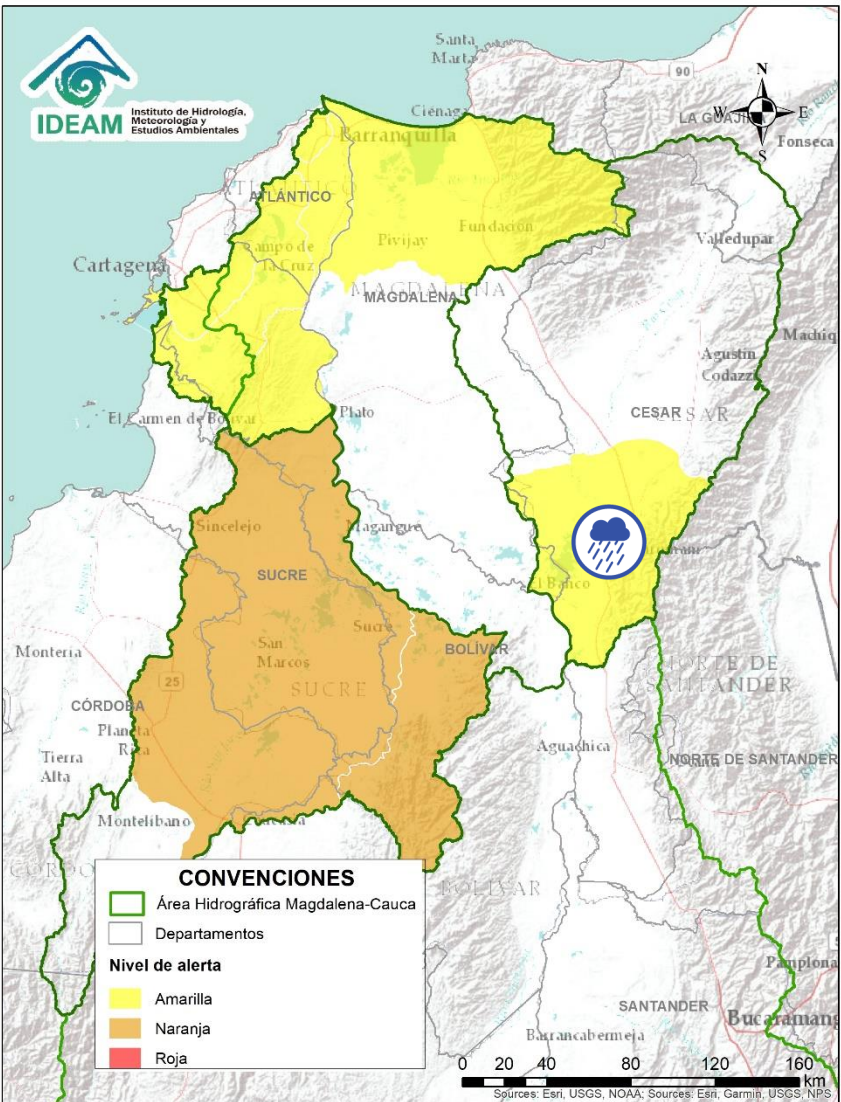 IDEAM
Instituto de Hidrología,
Meteorología y
Estudios Ambientales
Santa
Marta
90
N
W
E
S
LA GUAJIRA
Fonseca
Ciénaga
Barranquilla
ATLÁNTICO
Campo de
la Cruz
Pivijay
Fundación
Valledupar
Cartagena
MAGDALENA
MAGDALENA
Agustín
Codazzi
Machiq
CESAR
CESAR
El Carmen de Bolívar
Plato
Sincelejo
Magangue
SUCRE
El Banco
Sucre
San
Marcos
BOLÍVAR
Montería
25
SUCRE
NORTE DE
SANTANDER
CÓRDOBA
Planeta
Rica
Tierra
Alta
Aguachica
NORTE DE SANTANDER
Montelíbano
BOLÍVAR
CONVENCIONES
Área Hidrográfica Magdalena-Cauca
Departamentos
Nivel de alerta
Amarilla
Naranja
Roja
Pamplona
SANTANDER
Bucaramang
Barrancabermeja
0 20 40 80 120 160
km
Sources: Esri, USGS, NOAA; Sources: Esri, Garmin, USGS, NPS